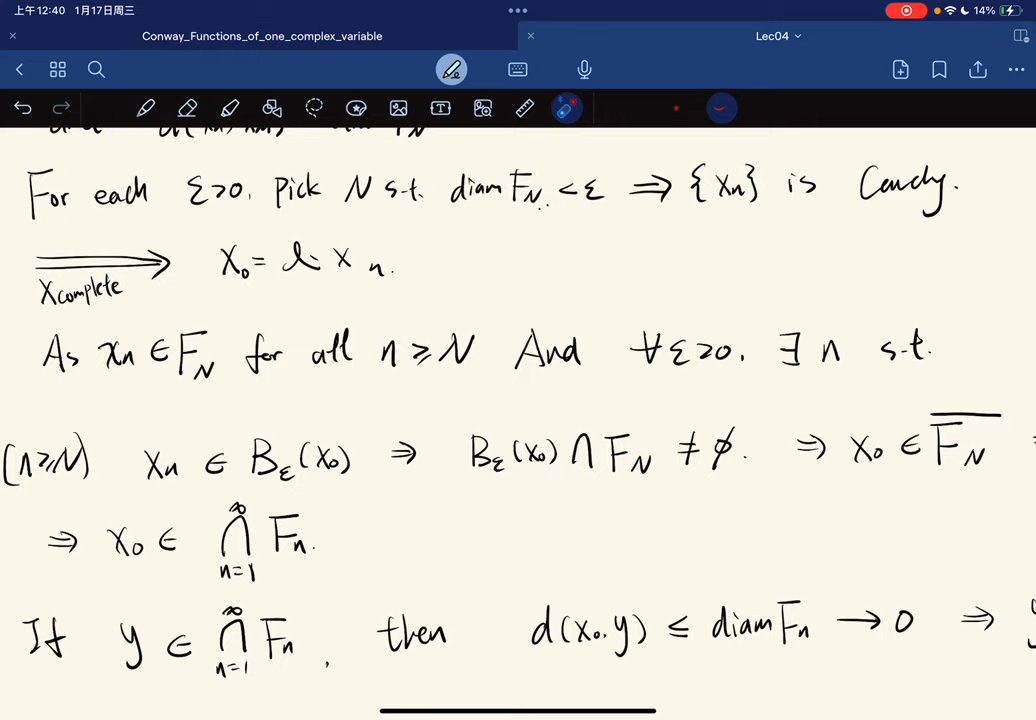 上午12:40 1月17日周三
14%
Conway_Functions_of_one_complex_variable
Lec04
For each ε>0, pick N s.t. diam F_N < ε ⟹ {x_n} is Cauchy.
⟹ X complete x_0 = lim x_n.
As x_n ∈ F_N for all n ≥ N And ∀ε>0, ∃ n s.t.
(n≥N) x_n ∈ B_ε(x_0) ⇒ B_ε(x_0) ∩ F_N ≠ ∅. ⇒ x_0 ∈ \overline{F_N}
⇒ x_0 ∈ ⋂_{n=1}^∞ F_n.
If y ∈ ⋂_{n=1}^∞ F_n, then d(x_0, y) ≤ diam F_n → 0 ⇒